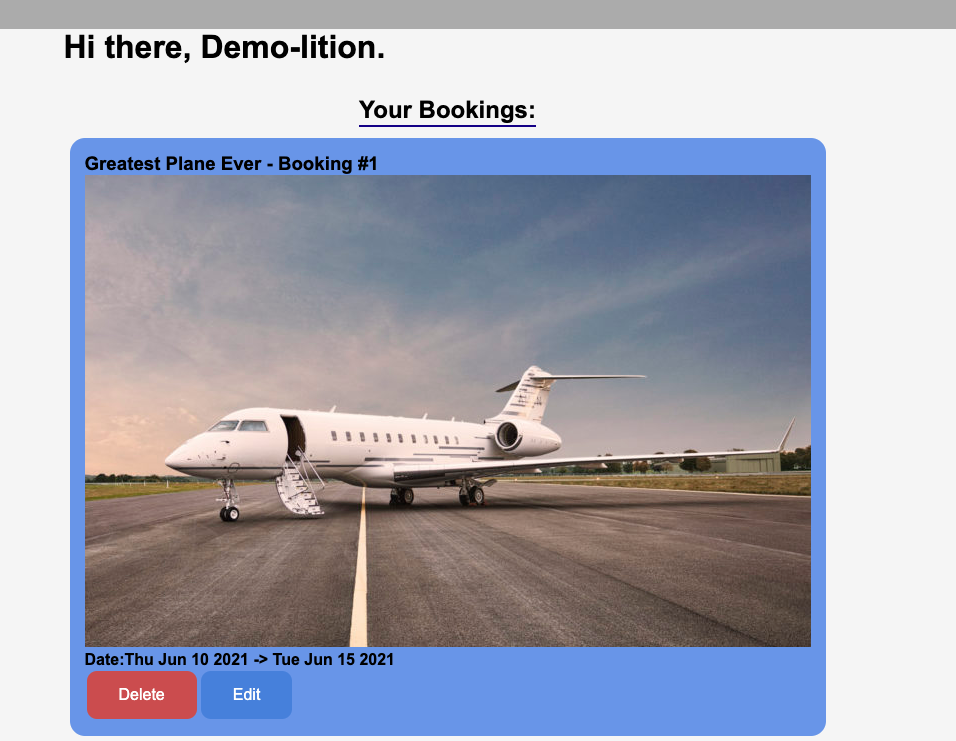 Hi there, Demo-lition.
Your Bookings:
Greatest Plane Ever - Booking #1
Date:Thu Jun 10 2021 -> Tue Jun 15 2021
Delete
Edit